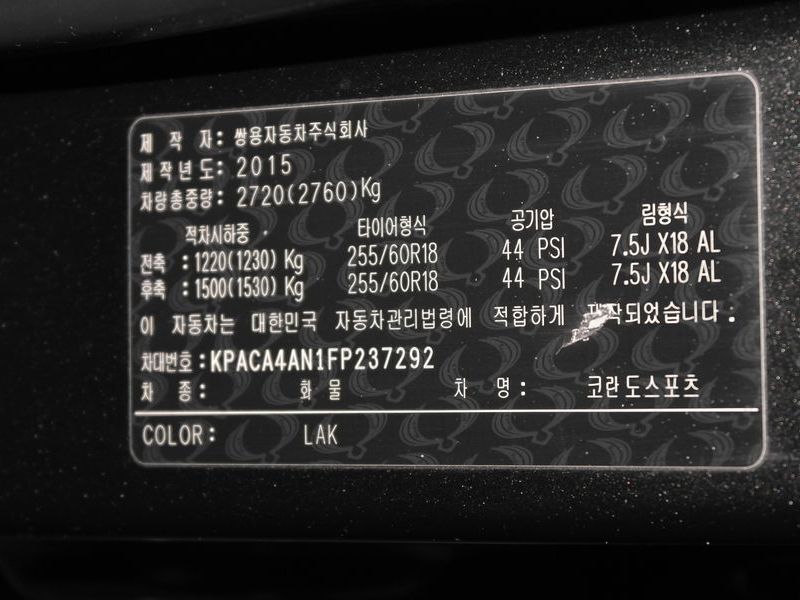 제 작 자: 쌍용자동차주식회사
제작년도: 2015
차량총중량: 2720(2760)Kg
적차시하중 타이어형식 공기압 림형식
전축 : 1220(1230) Kg 255/60R18 44 PSI 7.5J X18 AL
후축 : 1500(1530) Kg 255/60R18 44 PSI 7.5J X18 AL
이 자동차는 대한민국 자동차관리법령에 적합하게 제작되었습니다.
차대번호: KPACA4AN1FP237292
차 종: 화 물 차 명: 코란도스포츠
COLOR: LAK